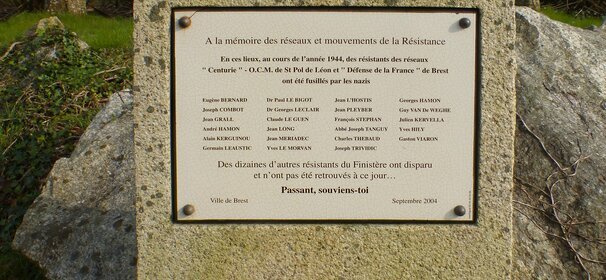 A la mémoire des réseaux et mouvements de la Résistance
En ces lieux, au cours de l'année 1944, des résistants des réseaux
" Centurie " - O.C.M. de St Pol de Léon et " Défense de la France " de Brest
ont été fusillés par les nazis
Eugène BERNARD Dr Paul LE BIGOT Jean L'HOSTIS Georges HAMON
Joseph COMBOT Dr Georges LECLAIR Jean PLEYBER Guy VAN DE WEGHE
Jean GRALL Claude LE GUEN François STEPHAN Julien KERVELLA
André HAMON Jean LONG Abbé Joseph TANGUY Yves HILY
Alain KERGUINOU Jean MERIADEC Charles THEBAUD Gaston VIARON
Germain LEAUSTIC Yves LE MORVAN Joseph TRIVIDIC
Des dizaines d'autres résistants du Finistère ont disparu
et n'ont pas été retrouvés à ce jour...
Passant, souviens-toi
Ville de Brest Septembre 2004